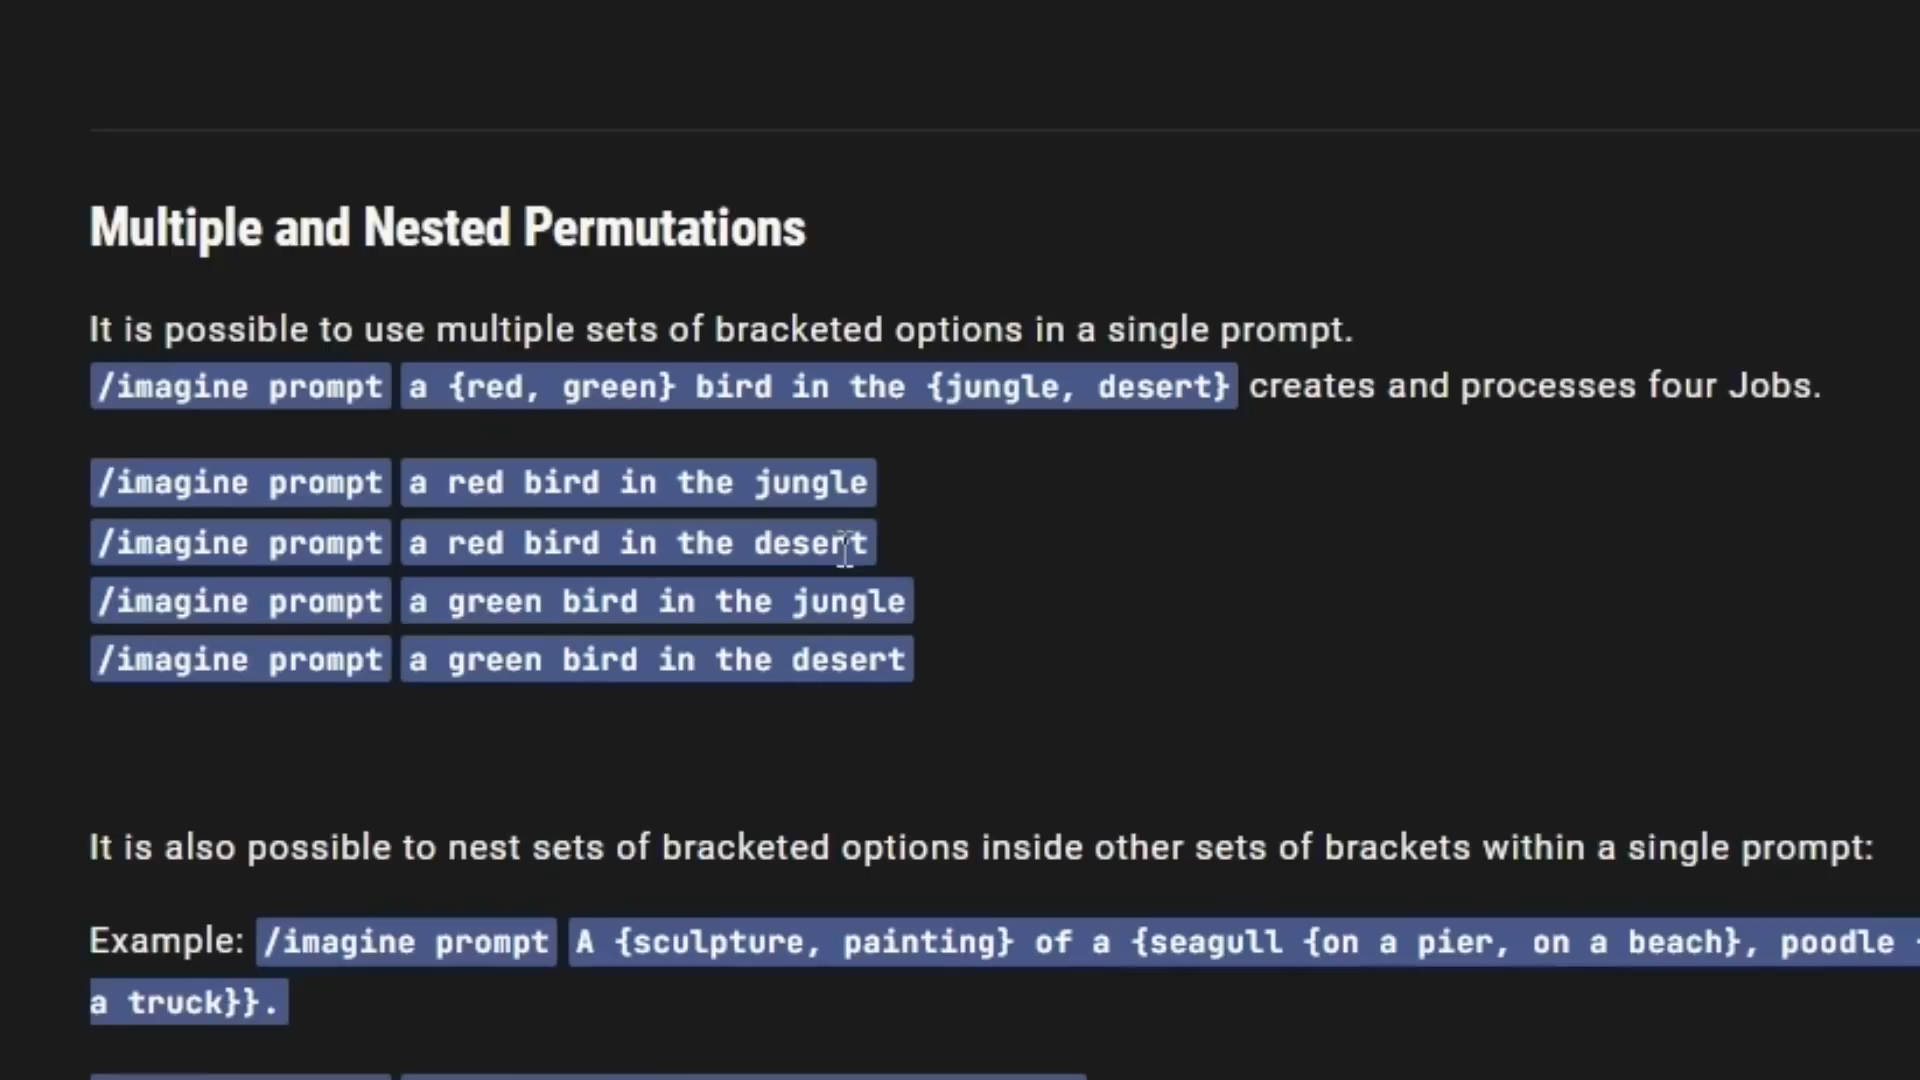 Multiple and Nested Permutations
It is possible to use multiple sets of bracketed options in a single prompt.
/imagine prompt a {red, green} bird in the {jungle, desert} creates and processes four Jobs.
/imagine prompt a red bird in the jungle
/imagine prompt a red bird in the desert
/imagine prompt a green bird in the jungle
/imagine prompt a green bird in the desert
It is also possible to nest sets of bracketed options inside other sets of brackets within a single prompt:
Example: /imagine prompt A {sculpture, painting} of a {seagull {on a pier, on a beach}, poodle
a truck}}.